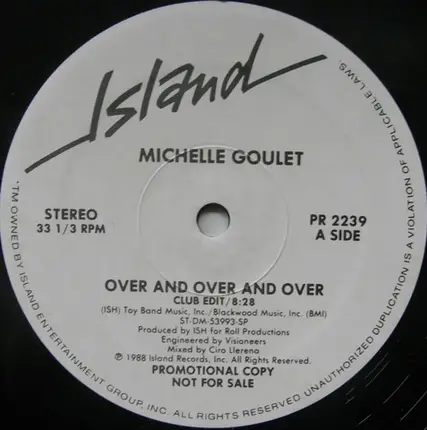 Island
MICHELLE GOULET
STEREO
33 1/3 RPM
PR 2239
A SIDE
OVER AND OVER AND OVER
CLUB EDIT/8:28
(ISH) Toy Band Music, Inc./Blackwood Music, Inc. (BMI)
ST-DM-53993-SP
Produced by ISH for Roll Productions
Engineered by Visioneers
Mixed by Ciro Llerena
℗ 1988 Island Records, Inc. All Rights Reserved.
PROMOTIONAL COPY
NOT FOR SALE
™ OWNED BY ISLAND ENTERTAINMENT GROUP, INC. ALL RIGHTS RESERVED. UNAUTHORIZED DUPLICATION IS A VIOLATION OF APPLICABLE LAWS.